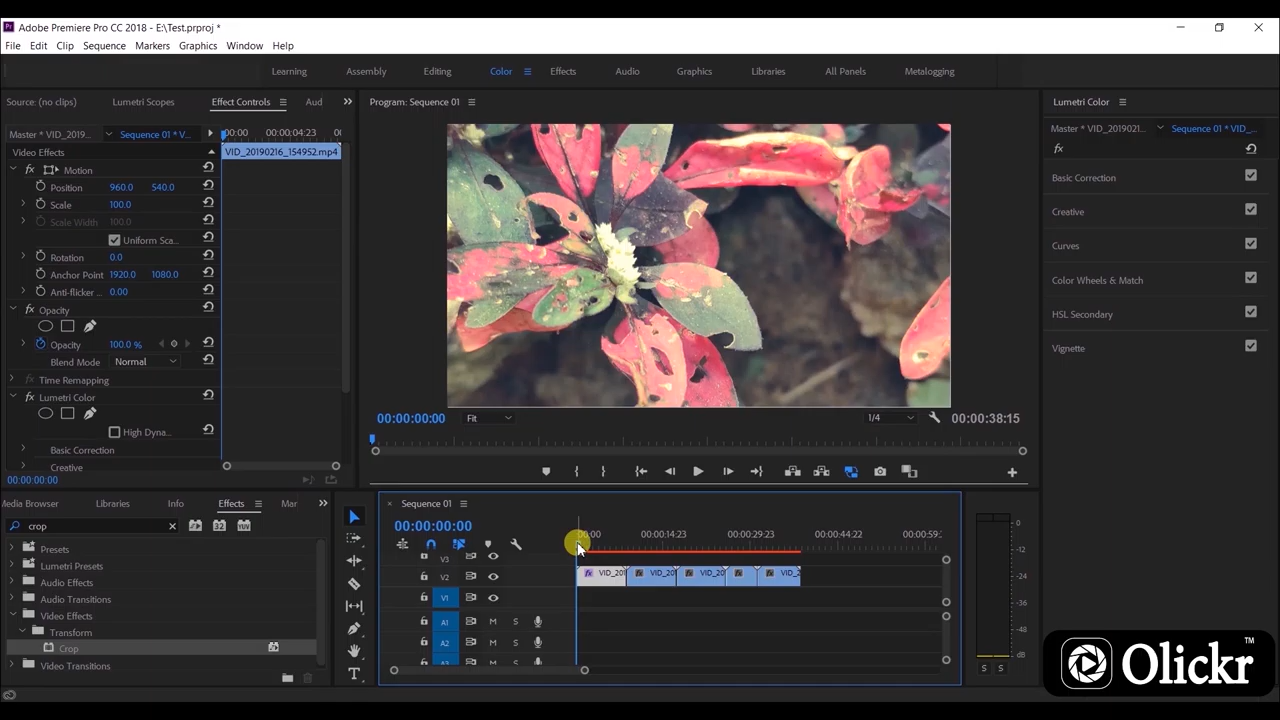 Adobe Premiere Pro CC 2018 - E:\Test.prproj *
File Edit Clip Sequence Markers Graphics Window Help
Learning Assembly Editing Color Effects Audio Graphics Libraries All Panels Metalogging
Source: (no clips) Lumetri Scopes Effect Controls Aud
Program: Sequence 01
Lumetri Color
Master * VID_2019... Sequence 01 * V... 00:00 00:00:04:23
Master * VID_201921... Sequence 01 * VID_...
Video Effects VID_20190216_154952.mp4
fx
fx Motion
Position 960.0 540.0
Scale 100.0
Scale Width 100.0
Uniform Sca...
Rotation 0.0
Anchor Point 1920.0 1080.0
Anti-flicker ... 0.00
fx Opacity
Opacity 100.0 %
Blend Mode Normal
Time Remapping
fx Lumetri Color
High Dyna...
Basic Correction
Creative
00:00:00:00
Basic Correction
Creative
Curves
Color Wheels & Match
HSL Secondary
Vignette
00:00:00:00 Fit 1/4 00:00:38:15
Media Browser Libraries Info Effects Mar
crop
Presets
Lumetri Presets
Audio Effects
Audio Transitions
Video Effects
Transform
Crop
Video Transitions
× Sequence 01
00:00:00:00
:00:00 00:00:14:23 00:00:29:23 00:00:44:22 00:00:59:
V3
V2 fx VID_201 fx VID_20 fx VID_20 fx fx VID_2
V1
A1 M S
A2 M S
A3 M S
0
-12
-24
-36
-48
dB
S S
Olickr™